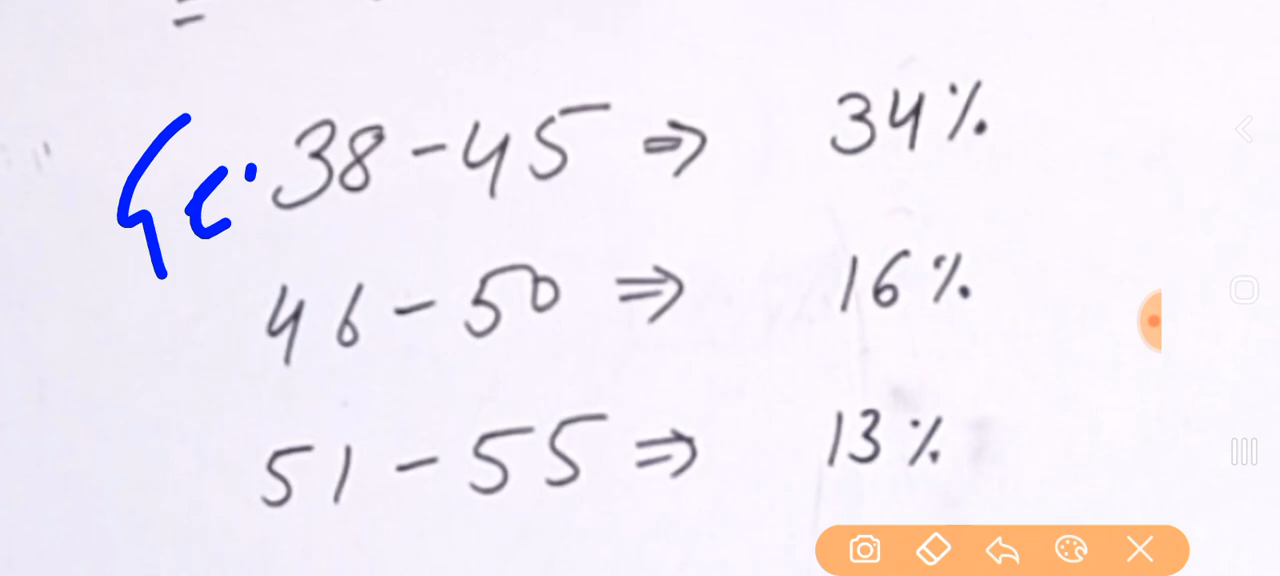 38-45 ⇒ 34%
46-50 ⇒ 16%
51-55 ⇒ 13%